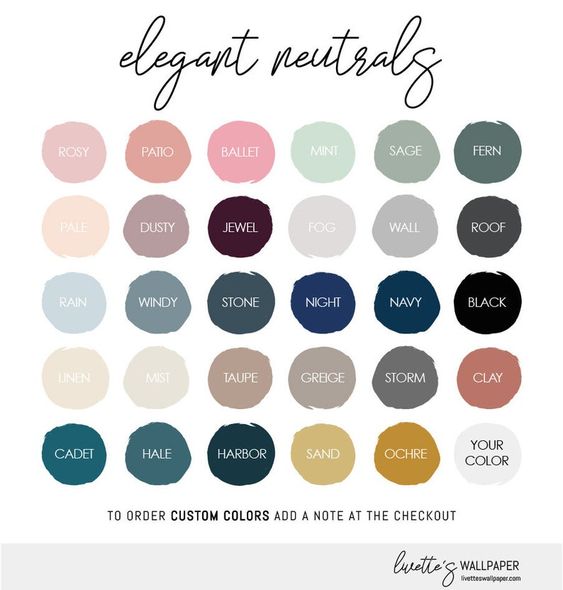 elegant neutrals
ROSY PATIO BALLET MINT SAGE FERN
PALE DUSTY JEWEL FOG WALL ROOF
RAIN WINDY STONE NIGHT NAVY BLACK
LINEN MIST TAUPE GREIGE STORM CLAY
CADET HALE HARBOR SAND OCHRE YOUR
COLOR
TO ORDER CUSTOM COLORS ADD A NOTE AT THE CHECKOUT
livette's WALLPAPER
livetteswallpaper.com